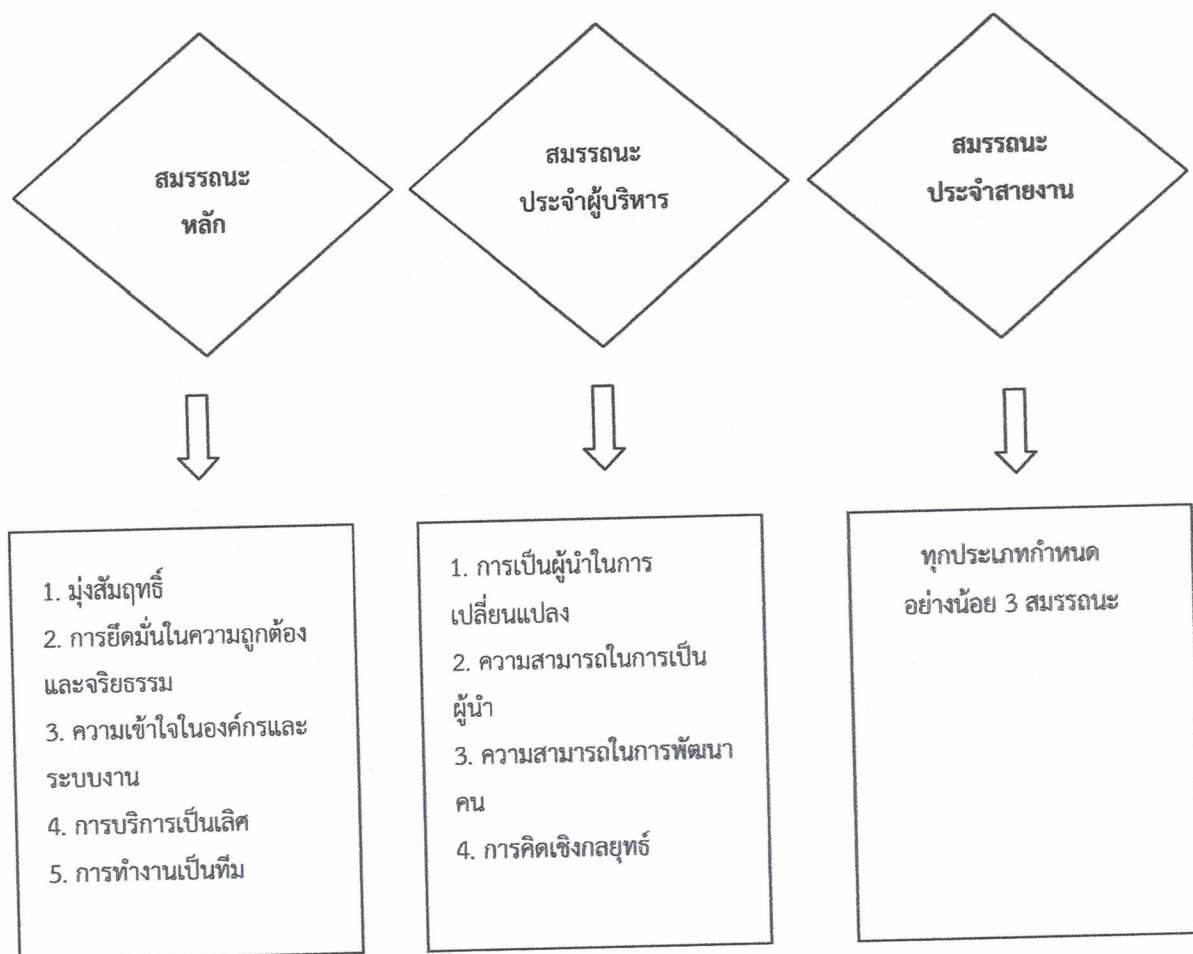 สมรรถนะ
หลัก
สมรรถนะ
ประจำผู้บริหาร
สมรรถนะ
ประจำสายงาน
1. มุ่งสัมฤทธิ์
2. การยึดมั่นในความถูกต้อง
และจริยธรรม
3. ความเข้าใจในองค์กรและ
ระบบงาน
4. การบริการเป็นเลิศ
5. การทำงานเป็นทีม
1. การเป็นผู้นำในการ
เปลี่ยนแปลง
2. ความสามารถในการเป็น
ผู้นำ
3. ความสามารถในการพัฒนา
คน
4. การคิดเชิงกลยุทธ์
ทุกประเภทกำหนด
อย่างน้อย 3 สมรรถนะ